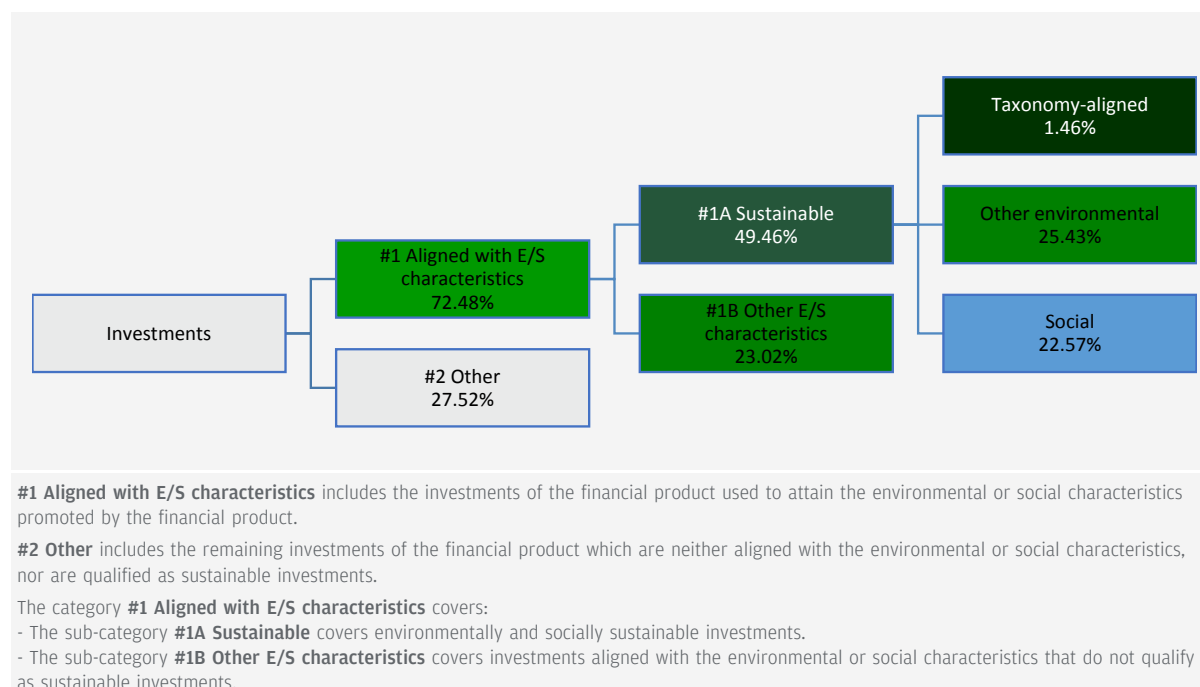 Taxonomy-aligned
1.46%
#1A Sustainable
49.46%
Other environmental
25.43%
#1 Aligned with E/S
characteristics
72.48%
Investments
#1B Other E/S
characteristics
23.02%
Social
22.57%
#2 Other
27.52%
#1 Aligned with E/S characteristics includes the investments of the financial product used to attain the environmental or social characteristics
promoted by the financial product.
#2 Other includes the remaining investments of the financial product which are neither aligned with the environmental or social characteristics,
nor are qualified as sustainable investments.
The category #1 Aligned with E/S characteristics covers:
- The sub-category #1A Sustainable covers environmentally and socially sustainable investments.
- The sub-category #1B Other E/S characteristics covers investments aligned with the environmental or social characteristics that do not qualify
as sustainable investments.